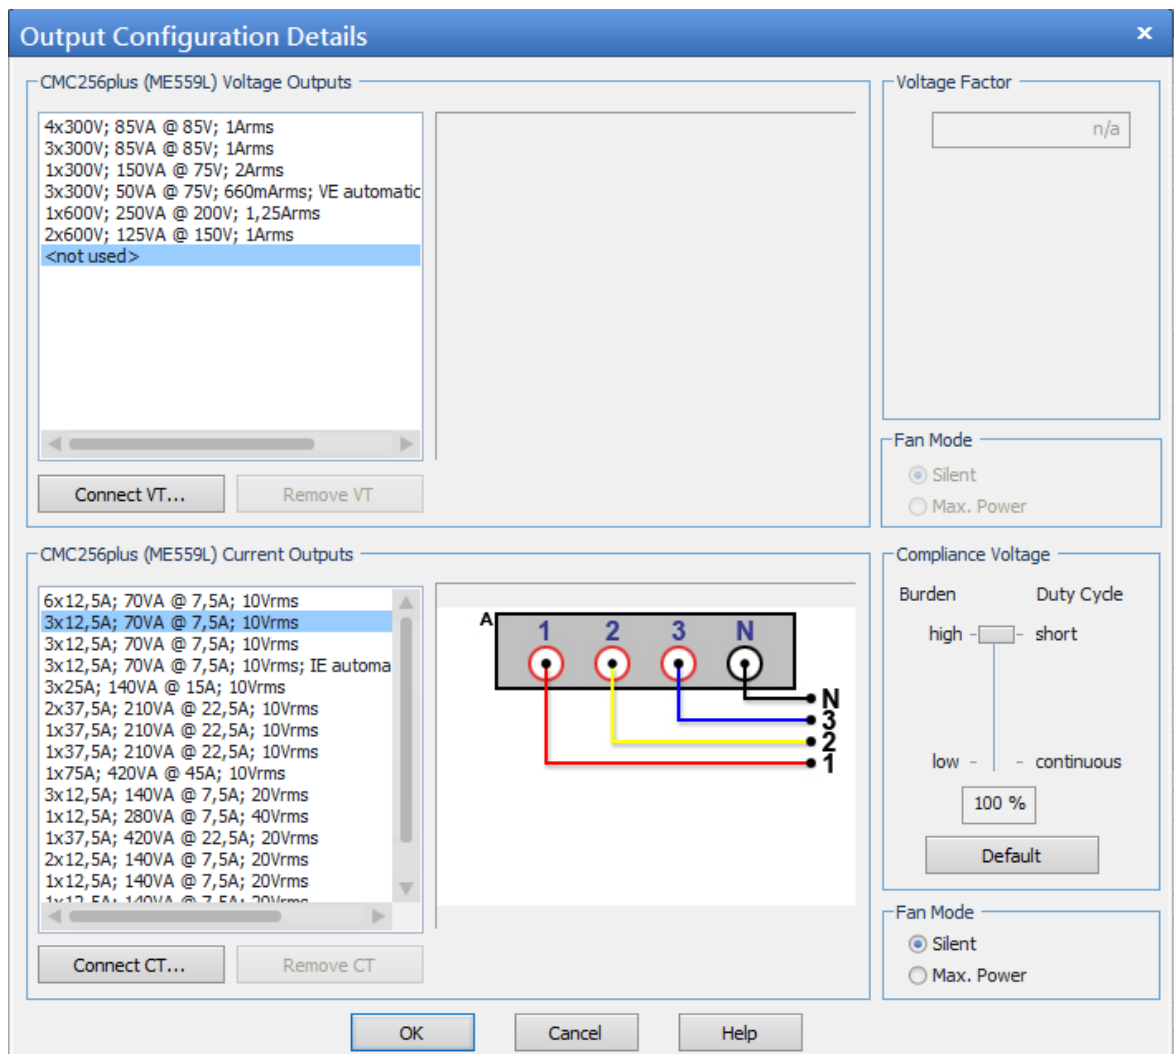 Output Configuration Details
x
CMC256plus (ME559L) Voltage Outputs
4x300V; 85VA @ 85V; 1Arms
3x300V; 85VA @ 85V; 1Arms
1x300V; 150VA @ 75V; 2Arms
3x300V; 50VA @ 75V; 660mArms; VE automatic
1x600V; 250VA @ 200V; 1,25Arms
2x600V; 125VA @ 150V; 1Arms
<not used>
Connect VT...
Remove VT
Voltage Factor
n/a
Fan Mode
Silent
Max. Power
CMC256plus (ME559L) Current Outputs
6x12,5A; 70VA @ 7,5A; 10Vrms
3x12,5A; 70VA @ 7,5A; 10Vrms
3x12,5A; 70VA @ 7,5A; 10Vrms
3x12,5A; 70VA @ 7,5A; 10Vrms; IE automa
3x25A; 140VA @ 15A; 10Vrms
2x37,5A; 210VA @ 22,5A; 10Vrms
1x37,5A; 210VA @ 22,5A; 10Vrms
1x37,5A; 210VA @ 22,5A; 10Vrms
1x75A; 420VA @ 45A; 10Vrms
3x12,5A; 140VA @ 7,5A; 20Vrms
1x12,5A; 280VA @ 7,5A; 40Vrms
1x37,5A; 420VA @ 22,5A; 20Vrms
2x12,5A; 140VA @ 7,5A; 20Vrms
1x12,5A; 140VA @ 7,5A; 20Vrms
1x12,5A; 140VA @ 7,5A; 20Vrms
Connect CT...
Remove CT
A
1 2 3 N
N
3
2
1
Compliance Voltage
Burden Duty Cycle
high - - short
low - - continuous
100 %
Default
Fan Mode
Silent
Max. Power
OK
Cancel
Help